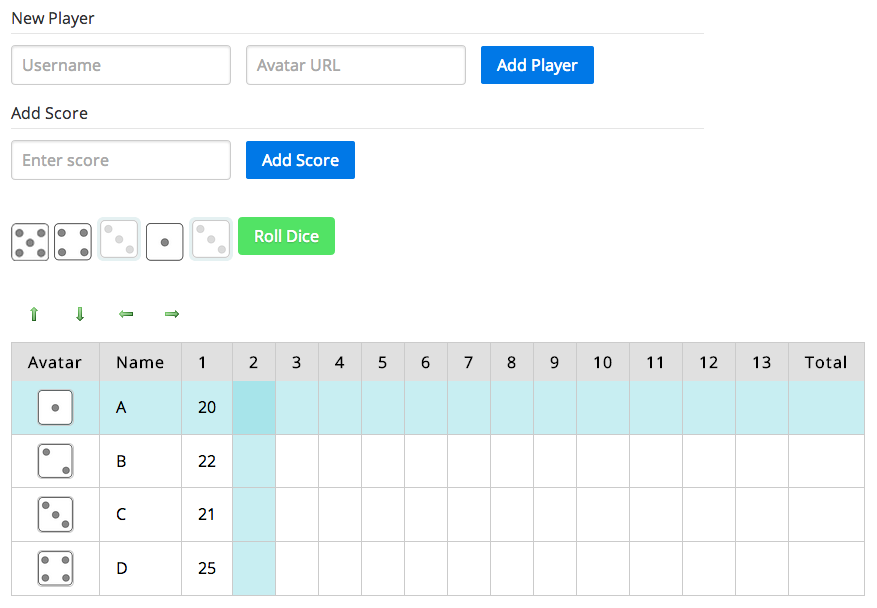 New Player
Username Avatar URL Add Player
Add Score
Enter score Add Score
Roll Dice
Avatar Name 1 2 3 4 5 6 7 8 9 10 11 12 13 Total
A 20
B 22
C 21
D 25